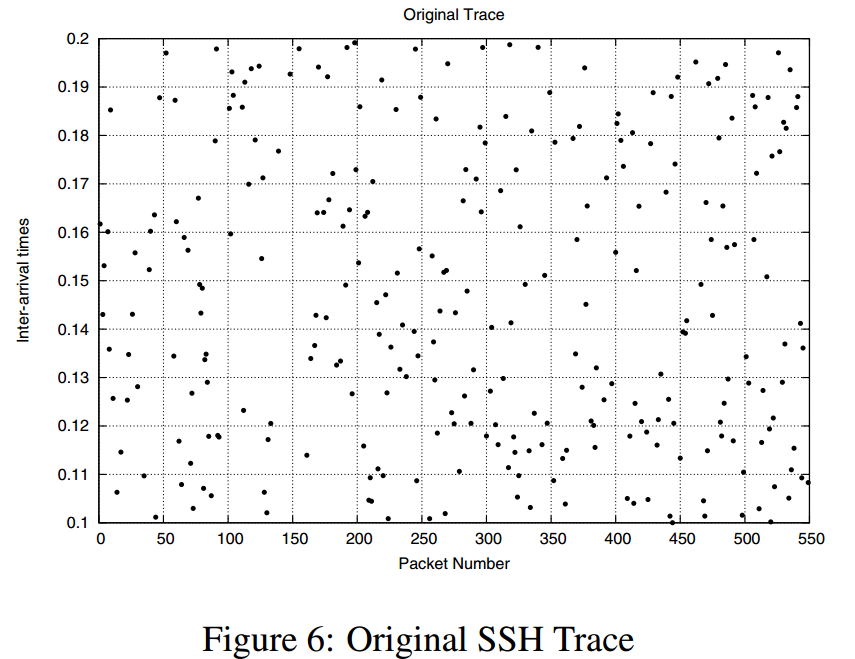 Original Trace
0.2
0.19
0.18
0.17
0.16
0.15
0.14
0.13
0.12
0.11
0.1
Inter-arrival times
0 50 100 150 200 250 300 350 400 450 500 550
Packet Number
Figure 6: Original SSH Trace